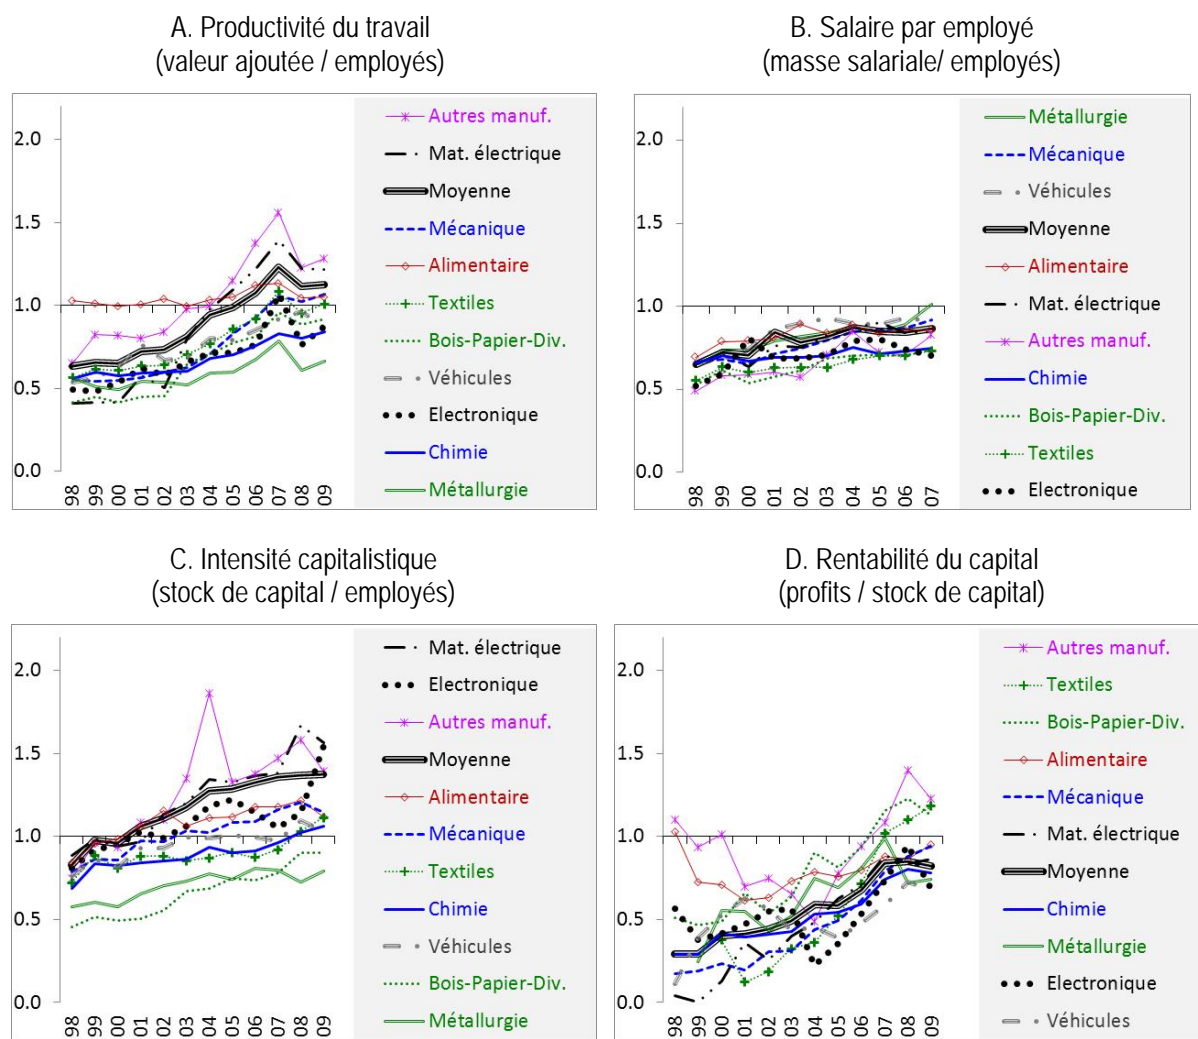 A. Productivité du travail
(valeur ajoutée / employés)
2.0
1.5
1.0
0.5
0.0
98 99 00 01 02 03 04 05 06 07 08 09
Autres manuf.
Mat. électrique
Moyenne
Mécanique
Alimentaire
Textiles
Bois-Papier-Div.
Véhicules
Electronique
Chimie
Métallurgie
B. Salaire par employé
(masse salariale/ employés)
2.0
1.5
1.0
0.5
0.0
98 99 00 01 02 03 04 05 06 07
Métallurgie
Mécanique
Véhicules
Moyenne
Alimentaire
Mat. électrique
Autres manuf.
Chimie
Bois-Papier-Div.
Textiles
Electronique
C. Intensité capitalistique
(stock de capital / employés)
2.0
1.5
1.0
0.5
0.0
98 99 00 01 02 03 04 05 06 07 08 09
Mat. électrique
Electronique
Autres manuf.
Moyenne
Alimentaire
Mécanique
Textiles
Chimie
Véhicules
Bois-Papier-Div.
Métallurgie
D. Rentabilité du capital
(profits / stock de capital)
2.0
1.5
1.0
0.5
0.0
98 99 00 01 02 03 04 05 06 07 08 09
Autres manuf.
Textiles
Bois-Papier-Div.
Alimentaire
Mécanique
Mat. électrique
Moyenne
Chimie
Métallurgie
Electronique
Véhicules